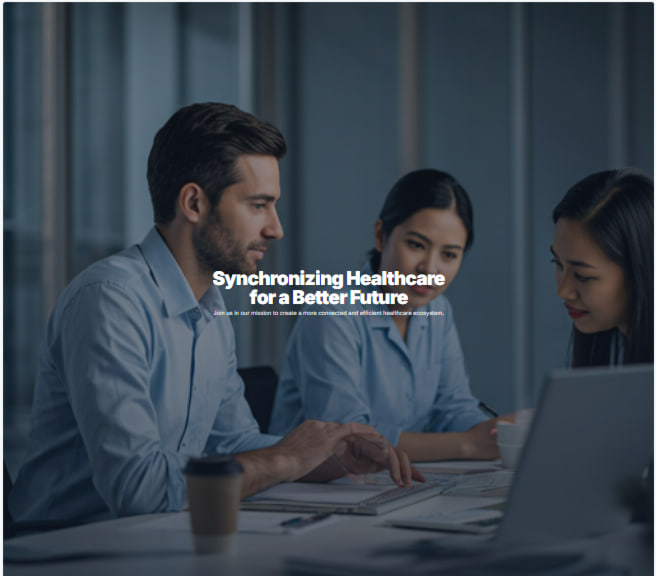 Synchronizing Healthcare
for a Better Future
Join us in our mission to create a more connected and efficient healthcare ecosystem.